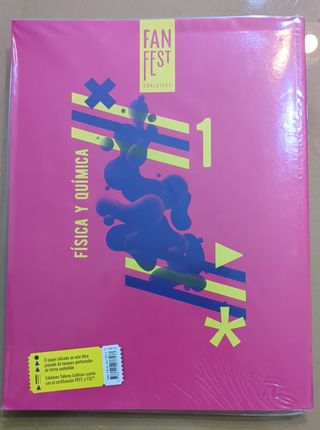 FAN
FEST
EDELVIVES
1
FÍSICA Y QUÍMICA
El papel utilizado en este libro
procede de bosques gestionados
de forma sostenible.
Edelvives Talleres Gráficos cuenta
con la certificación PEFC o FSC™